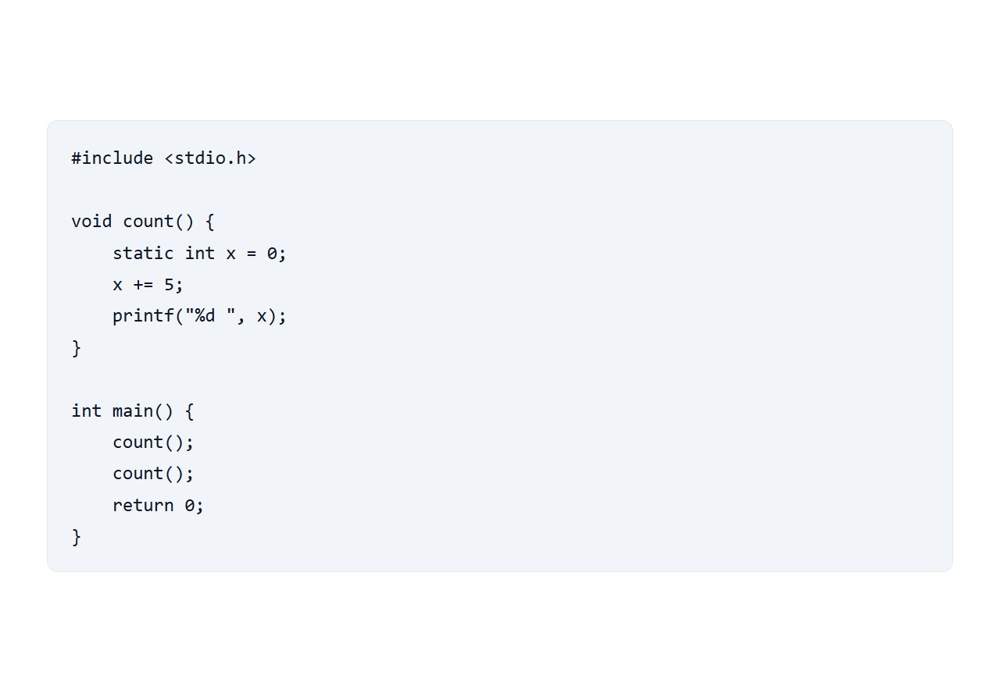 #include <stdio.h>

void count() {
    static int x = 0;
    x += 5;
    printf("%d ", x);
}

int main() {
    count();
    count();
    return 0;
}